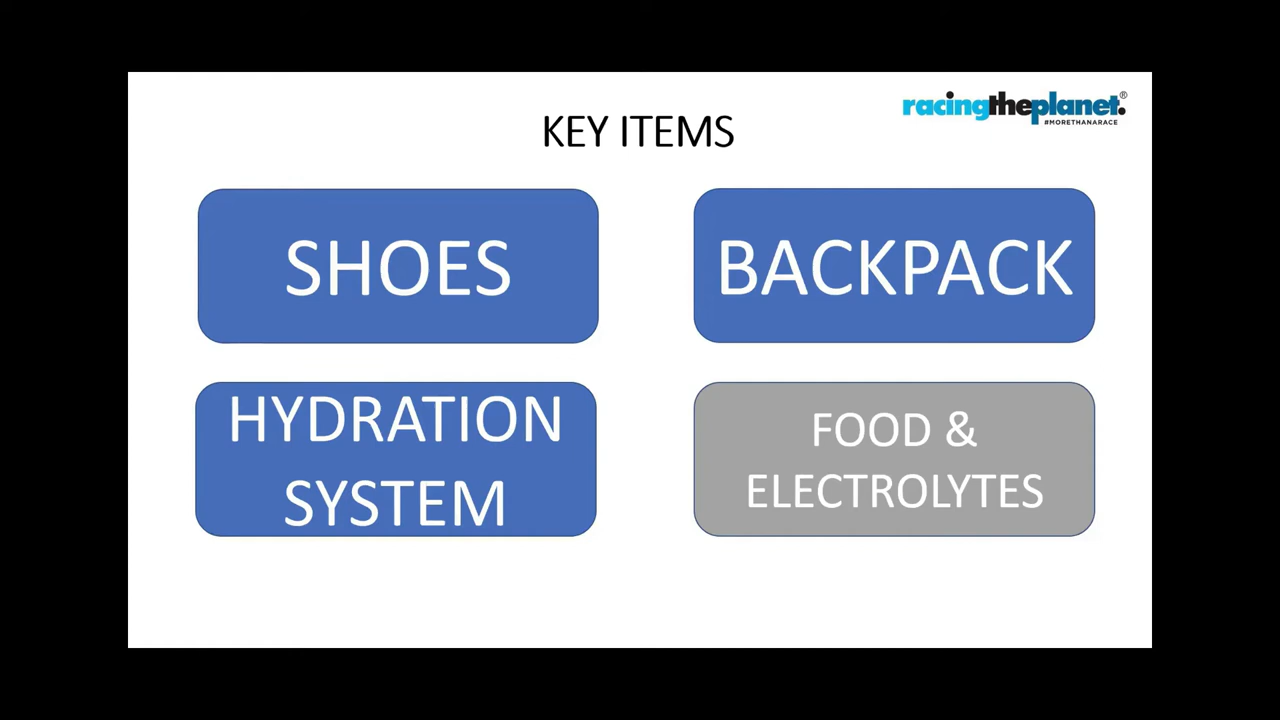 racingtheplanet.®
#MORETHANARACE
KEY ITEMS
SHOES
BACKPACK
HYDRATION
SYSTEM
FOOD &
ELECTROLYTES